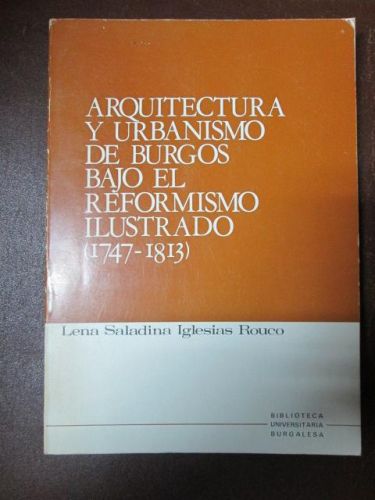 ARQUITECTURA
Y URBANISMO
DE BURGOS
BAJO EL
REFORMISMO
ILUSTRADO
(1747-1813)
Lena Saladina Iglesias Rouco
BIBLIOTECA
UNIVERSITARIA
BURGALESA